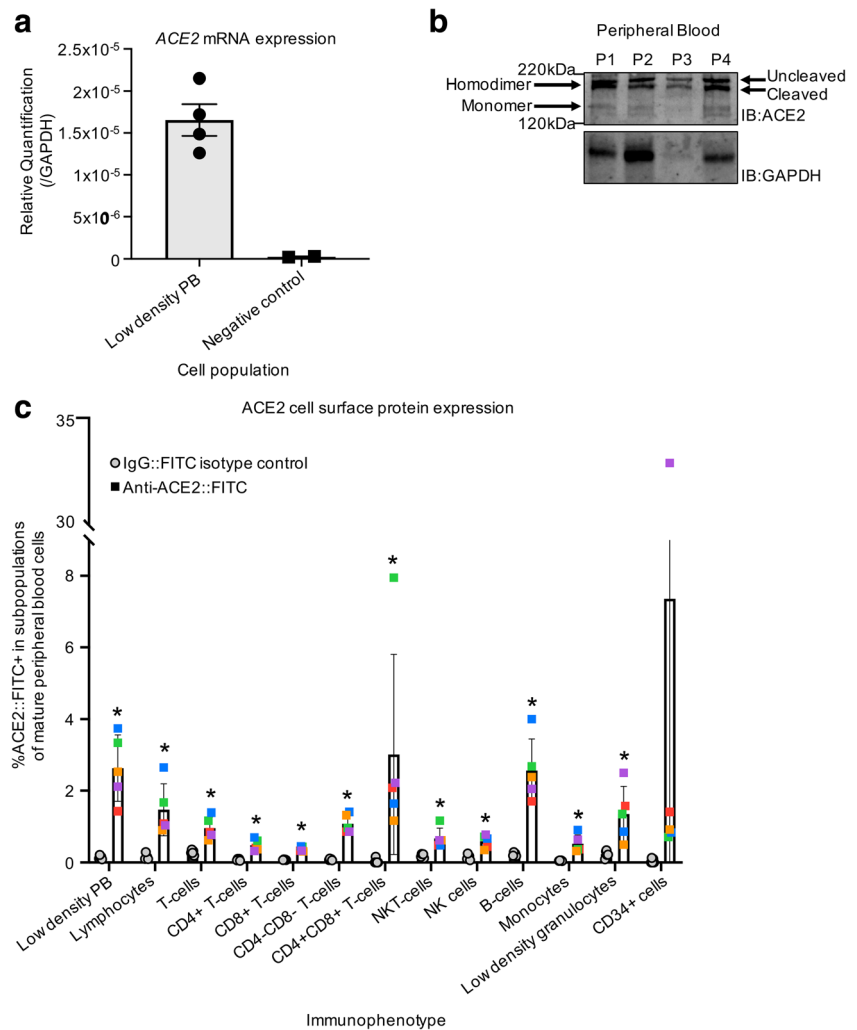 a
ACE2 mRNA expression
Relative Quantification
(/GAPDH)
2.5x10-5
2x10-5
1.5x10-5
1x10-5
5x10-6
0
Low density PB
Negative control
Cell population
b
Peripheral Blood
P1 P2 P3 P4
220kDa
Homodimer
Monomer
120kDa
Uncleaved
Cleaved
IB:ACE2
IB:GAPDH
c
ACE2 cell surface protein expression
IgG::FITC isotype control
Anti-ACE2::FITC
%ACE2::FITC+ in subpopulations
of mature peripheral blood cells
35
30
8
6
4
2
0
* * * * * * * * * * * *
Low density PB
Lymphocytes
T-cells
CD4+ T-cells
CD8+ T-cells
CD4-CD8- T-cells
CD4+CD8+ T-cells
NKT-cells
NK cells
B-cells
Monocytes
Low density granulocytes
CD34+ cells
Immunophenotype